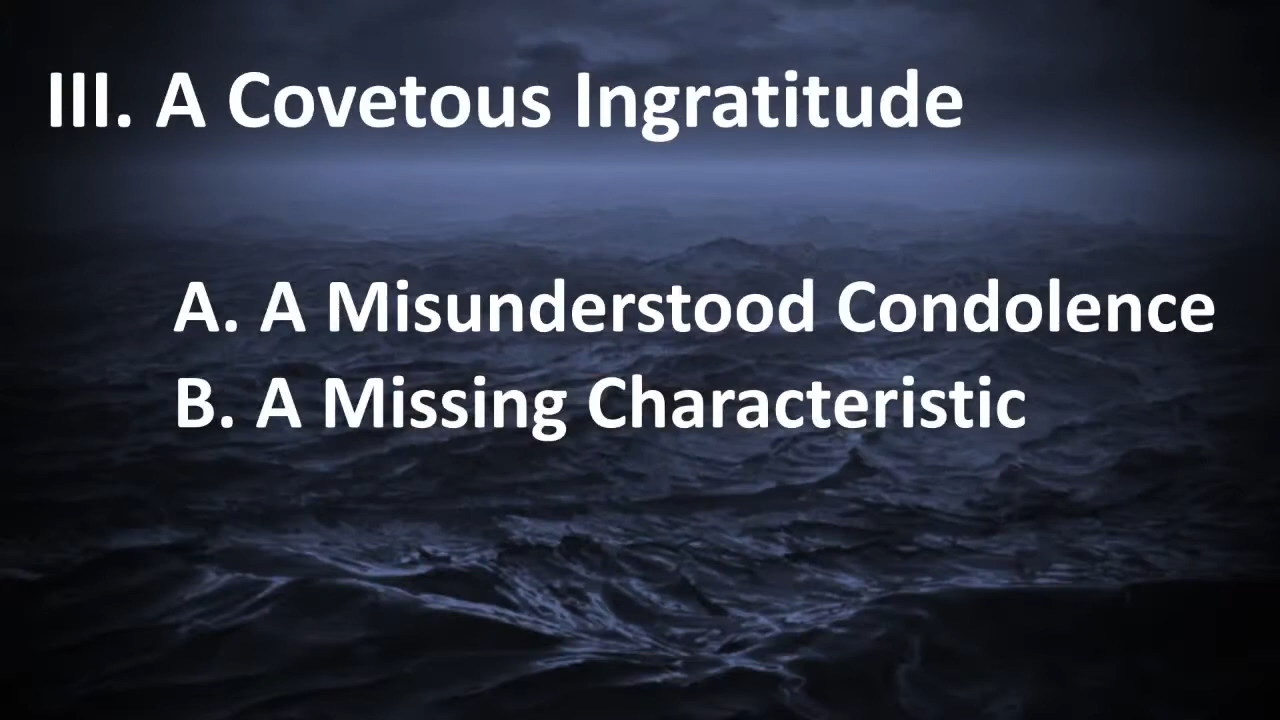 III. A Covetous Ingratitude
A. A Misunderstood Condolence
B. A Missing Characteristic